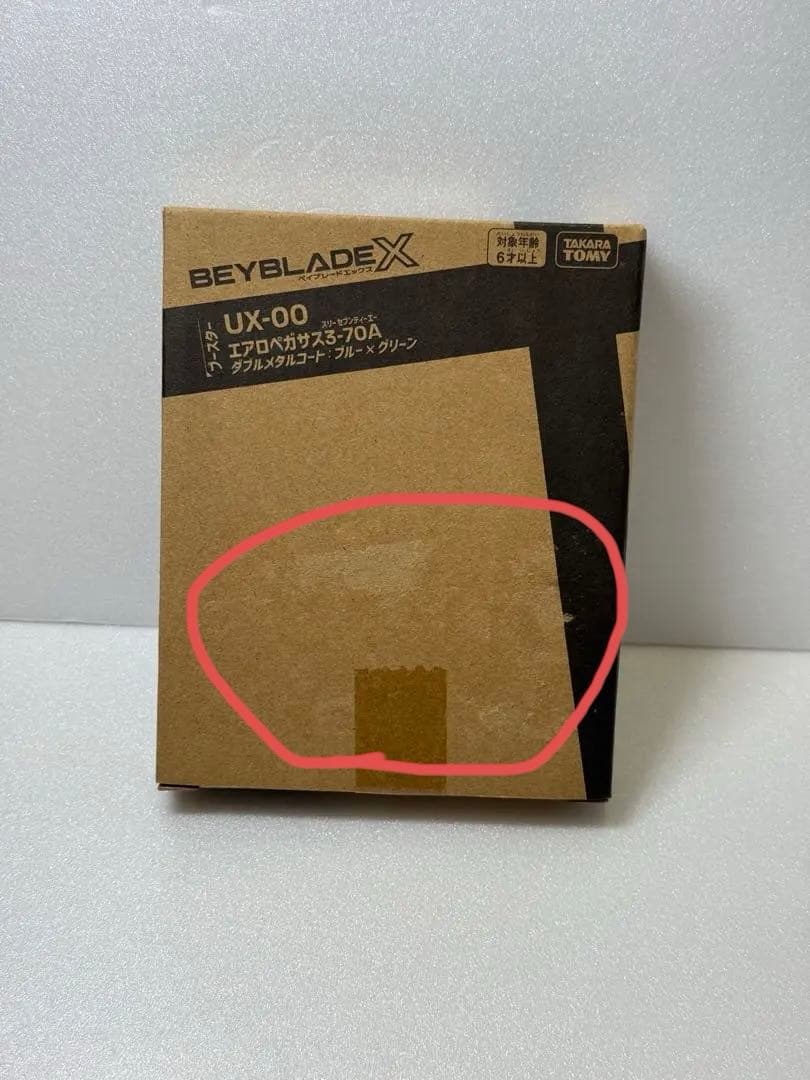 BEYBLADE X
ベイブレードエックス
対象年齢
6才以上
TAKARA
TOMY
ブースター
UX-00
スリーセブンティーエー
エアロペガサス3-70A
ダブルメタルコート:ブルー×グリーン